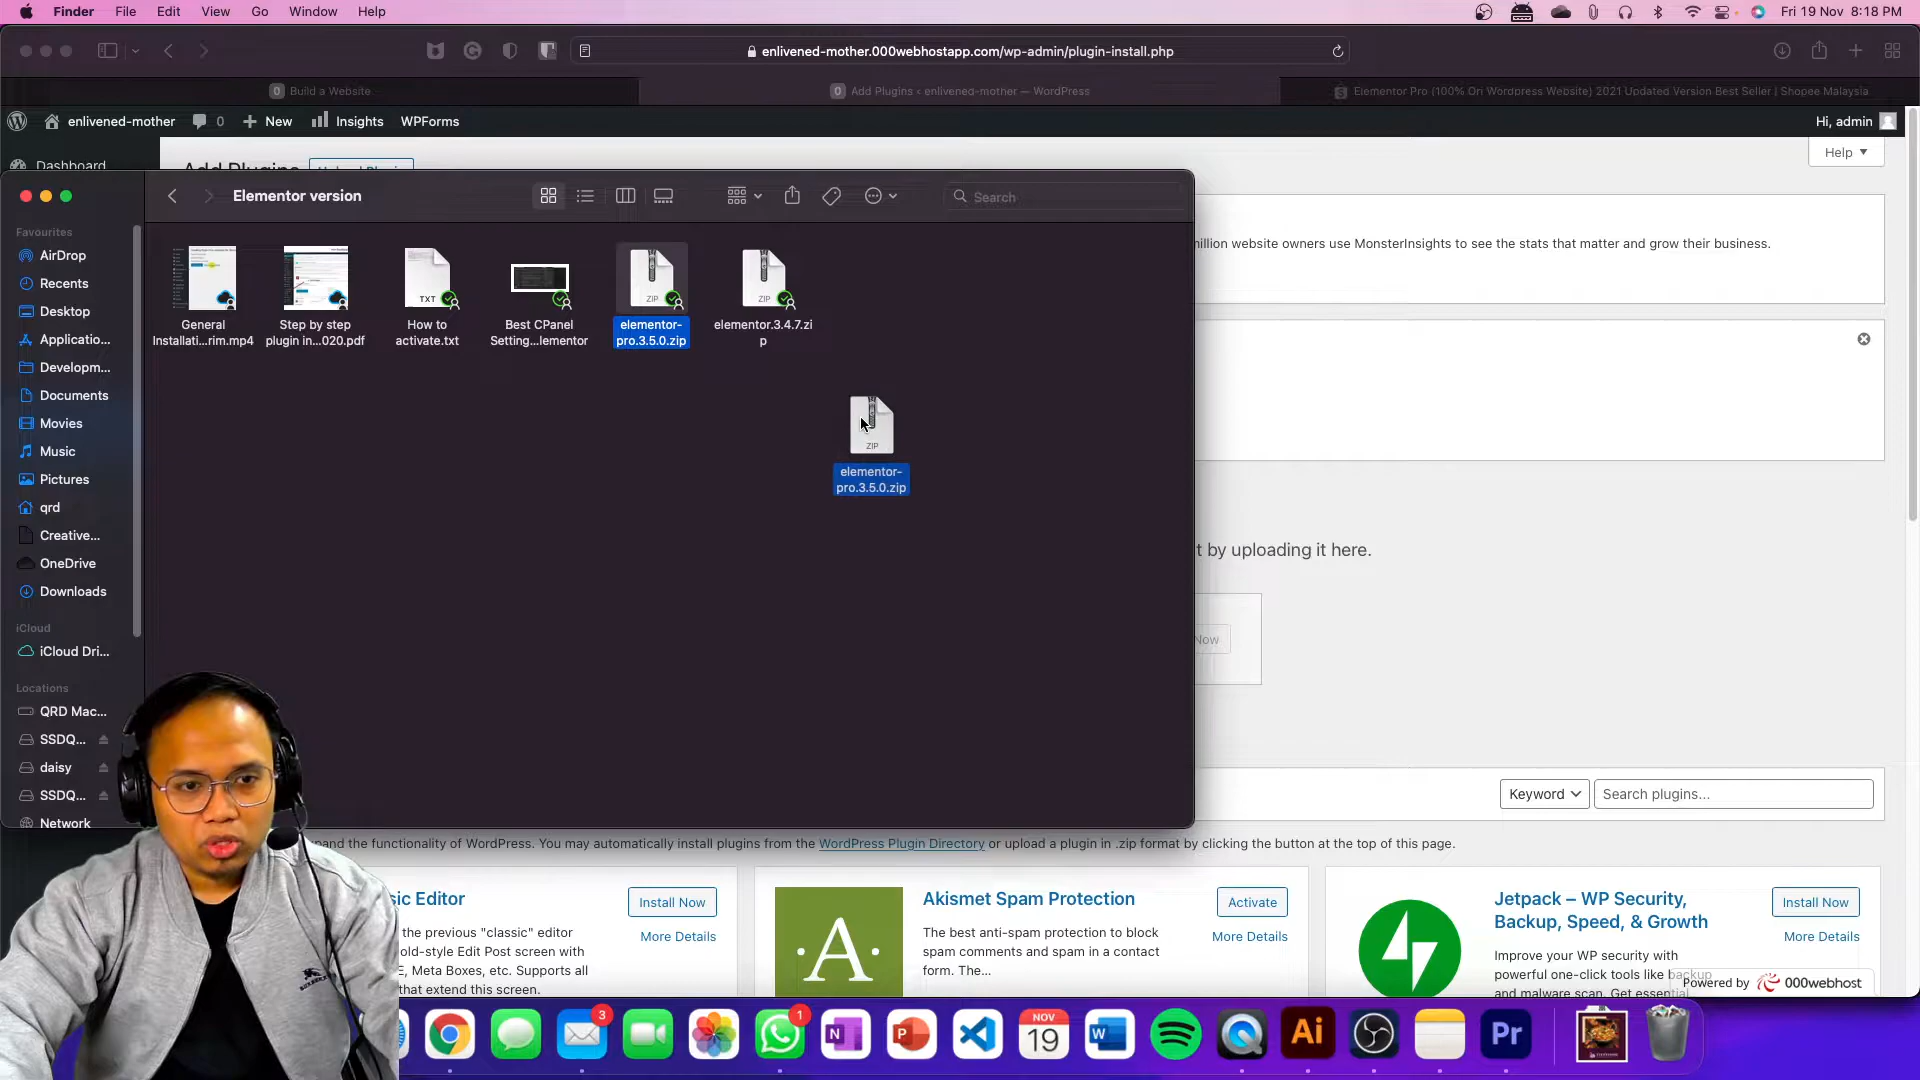 Finder File Edit View Go Window Help
Fri 19 Nov 8:18 PM
enlivened-mother.000webhostapp.com/wp-admin/plugin-install.php
0 Build a Website
0 Add Plugins ‹ enlivened-mother — WordPress
S Elementor Pro (100% Ori Wordpress Website) 2021 Updated Version Best Seller | Shopee Malaysia
enlivened-mother 0 New Insights WPForms
Hi, admin
Dashboard
Add Plugins
Help
Elementor version
Search
Favourites
AirDrop
Recents
Desktop
Applicatio...
Developm...
Documents
Movies
Music
Pictures
qrd
Creative...
OneDrive
Downloads
iCloud
iCloud Dri...
Locations
QRD Mac...
SSDQ...
daisy
SSDQ...
Network
General
Installati...rim.mp4
Step by step
plugin in...020.pdf
TXT
How to
activate.txt
Best CPanel
Setting...lementor
ZIP
elementor-
pro.3.5.0.zip
ZIP
elementor.3.4.7.zi
p
ZIP
elementor-
pro.3.5.0.zip
illion website owners use MonsterInsights to see the stats that matter and grow their business.
t by uploading it here.
Now
Keyword
Search plugins...
pand the functionality of WordPress. You may automatically install plugins from the WordPress Plugin Directory or upload a plugin in .zip format by clicking the button at the top of this page.
sic Editor
Install Now
More Details
the previous "classic" editor
old-style Edit Post screen with
E, Meta Boxes, etc. Supports all
that extend this screen.
A
Akismet Spam Protection
Activate
More Details
The best anti-spam protection to block
spam comments and spam in a contact
form. The...
Jetpack – WP Security,
Backup, Speed, & Growth
Install Now
More Details
Improve your WP security with
powerful one-click tools like backup
and malware scan. Get essential
Powered by 000webhost
3
1
N
P
NOV
19
W
Ai
Pr